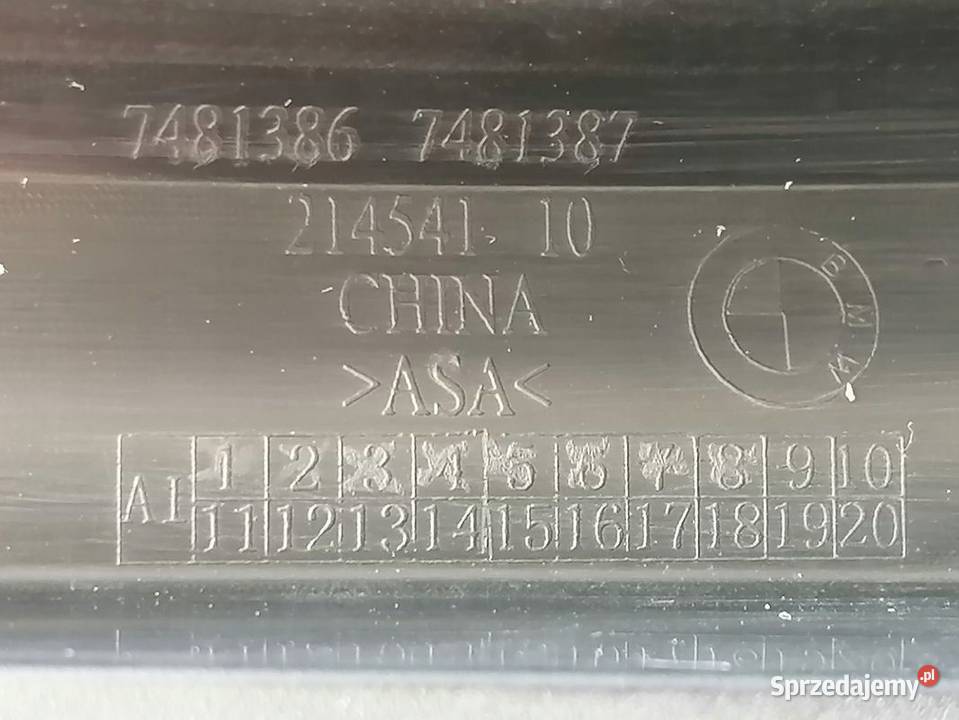 7481386 7481387
214541 10
CHINA
>ASA<
BMW
AI 1 2 3 4 5 6 7 8 9 10
11 12 13 14 15 16 17 18 19 20
Sprzedajemy.pl